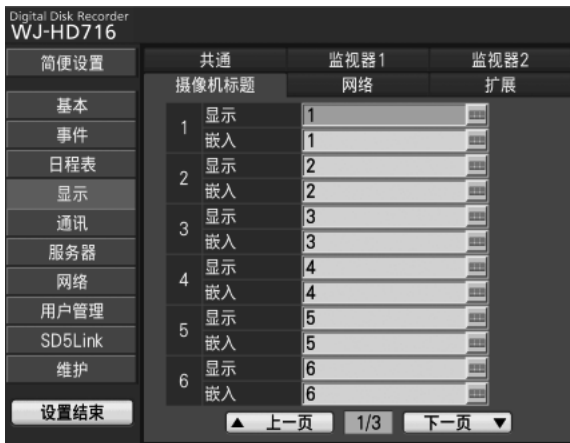 Digital Disk Recorder
WJ-HD716
简便设置
基本
事件
日程表
显示
通讯
服务器
网络
用户管理
SD5Link
维护
设置结束
共通 监视器1 监视器2
摄像机标题 网络 扩展
1 显示 1
嵌入 1
2 显示 2
嵌入 2
3 显示 3
嵌入 3
4 显示 4
嵌入 4
5 显示 5
嵌入 5
6 显示 6
嵌入 6
▲ 上一页 1/3 下一页 ▼